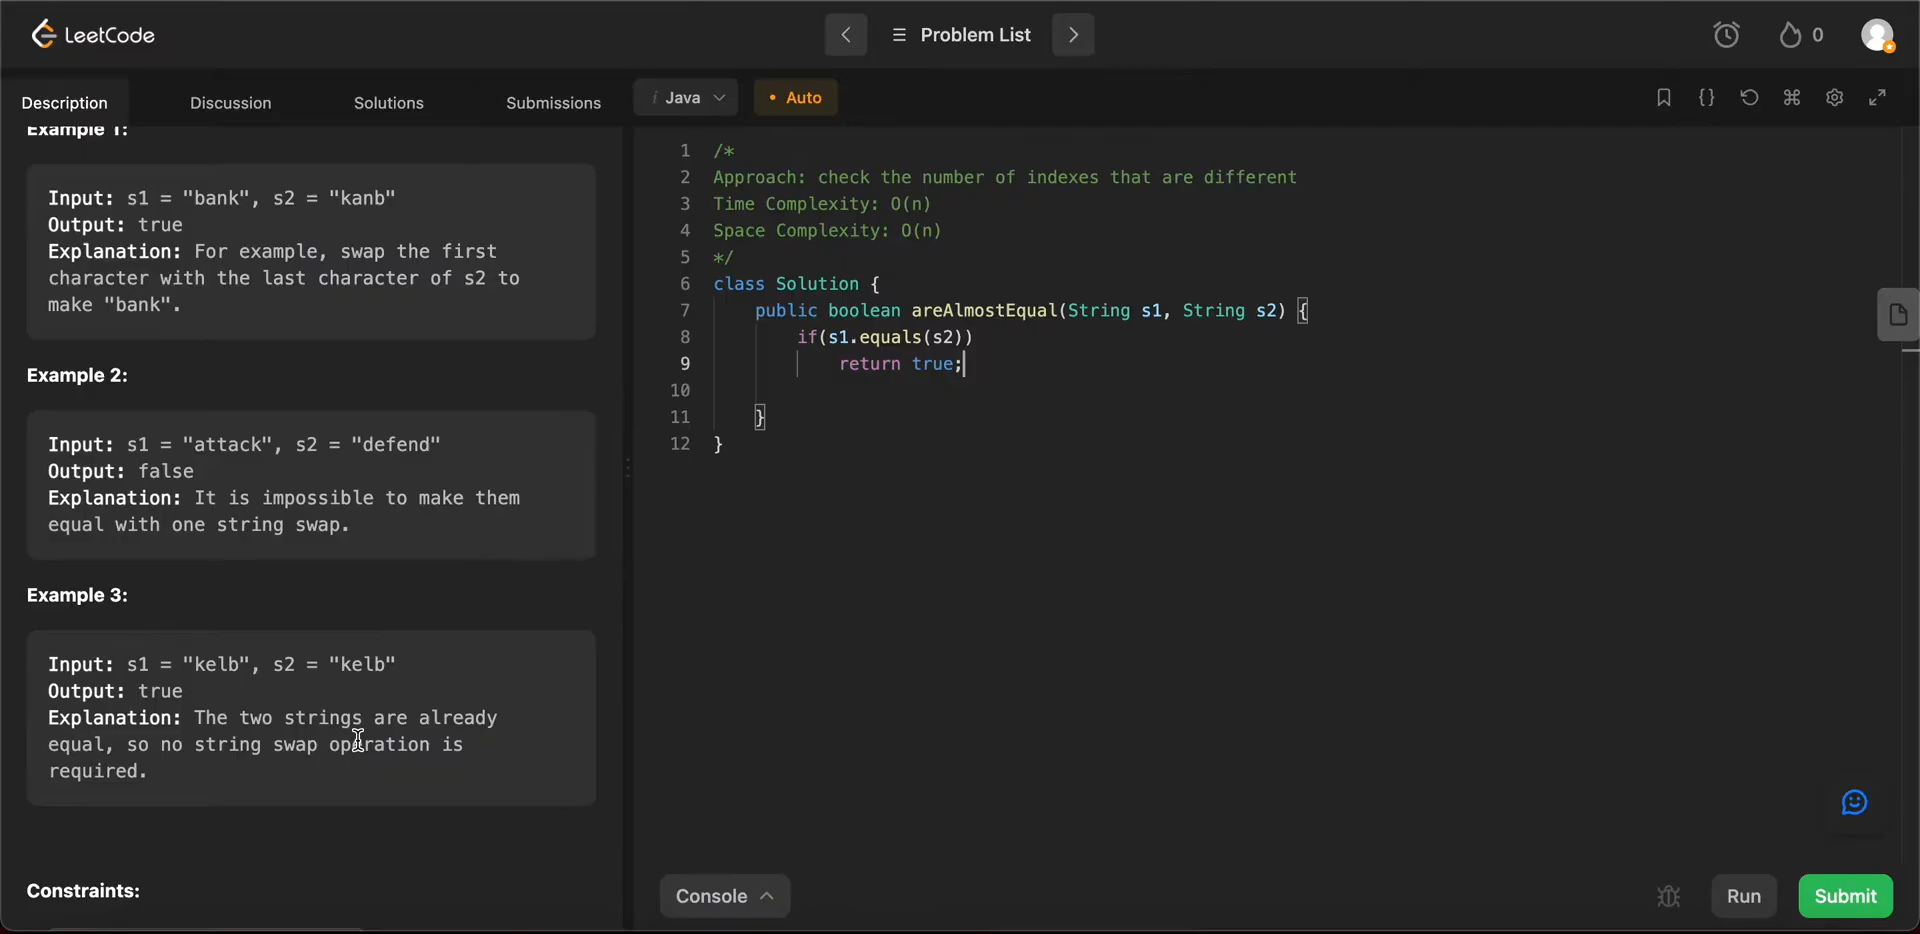 LeetCode
Problem List
0
Description
Discussion
Solutions
Submissions
i Java
• Auto
Example 1:
Input: s1 = "bank", s2 = "kanb"
Output: true
Explanation: For example, swap the first
character with the last character of s2 to
make "bank".
Example 2:
Input: s1 = "attack", s2 = "defend"
Output: false
Explanation: It is impossible to make them
equal with one string swap.
Example 3:
Input: s1 = "kelb", s2 = "kelb"
Output: true
Explanation: The two strings are already
equal, so no string swap operation is
required.
Constraints:
1 /*
2 Approach: check the number of indexes that are different
3 Time Complexity: O(n)
4 Space Complexity: O(n)
5 */
6 class Solution {
7 public boolean areAlmostEqual(String s1, String s2) {
8 if(s1.equals(s2))
9 return true;
10
11 }
12 }
Console
Run
Submit